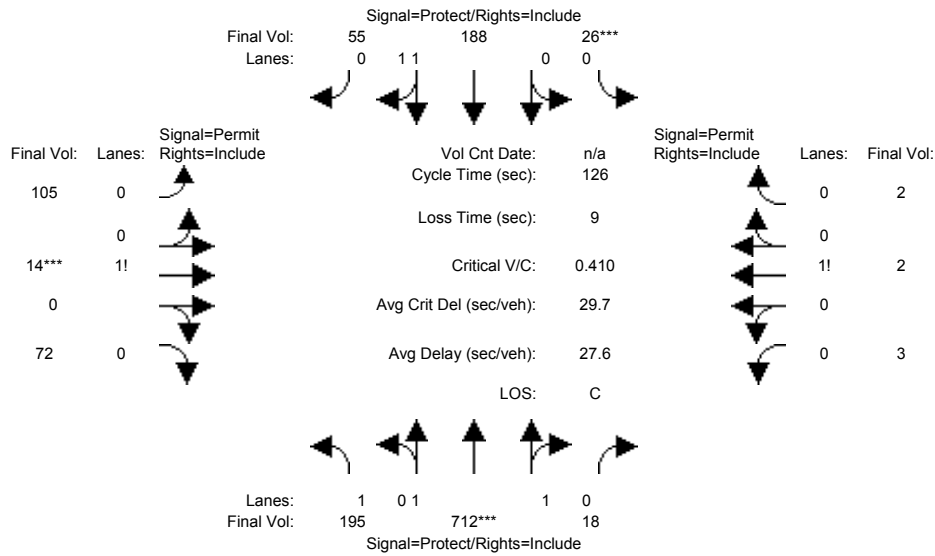 Signal=Protect/Rights=Include
Final Vol: 55 188 26***
Lanes: 0 1 1 0 0
Signal=Permit Signal=Permit
Final Vol: Lanes: Rights=Include Vol Cnt Date: n/a Rights=Include Lanes: Final Vol:
Cycle Time (sec): 126
105 0 0 2
Loss Time (sec): 9
0 0
14*** 1! Critical V/C: 0.410 1! 2
0 0 Avg Crit Del (sec/veh): 29.7 0
72 0 Avg Delay (sec/veh): 27.6 0 3
LOS: C
Lanes: 1 0 1 1 0
Final Vol: 195 712*** 18
Signal=Protect/Rights=Include